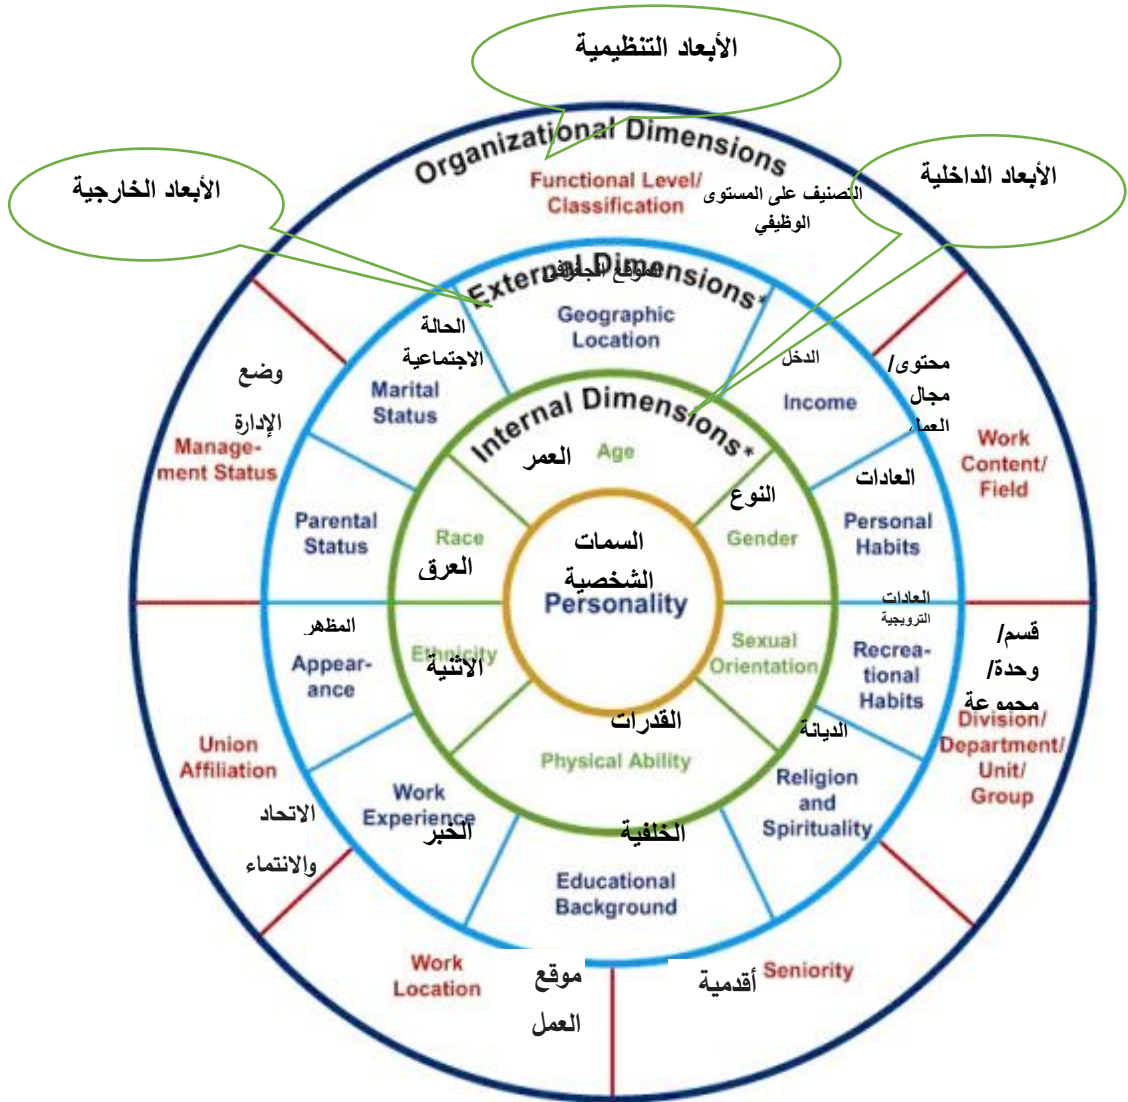 الأبعاد التنظيمية
الأبعاد الداخلية
الأبعاد الخارجية
Organizational Dimensions
Functional Level/
Classification
التصنيف على المستوى
الوظيفي
External Dimensions*
الموقع الجغرافي
Geographic
Location
الحالة
الاجتماعية
Marital
Status
الدخل
Income
محتوى/
مجال
العمل
Work
Content/
Field
وضع
الإدارة
Manage-
ment Status
Internal Dimensions*
العمر
Age
النوع
Gender
العادات
Personal
Habits
Parental
Status
Race
العرق
السمات
الشخصية
Personality
العادات
الترويجية
Recrea-
tional
Habits
قسم/
وحدة/
مجموعة
Division/
Department/
Unit/
Group
المظهر
Appear-
ance
Ethnicity
الاثنية
Sexual
Orientation
القدرات
Physical Ability
الديانة
Religion
and
Spirituality
Union
Affiliation
الاتحاد
والانتماء
Work
Experience
الخبر
الخلفية
Educational
Background
Work
Location
موقع
العمل
أقدمية
Seniority